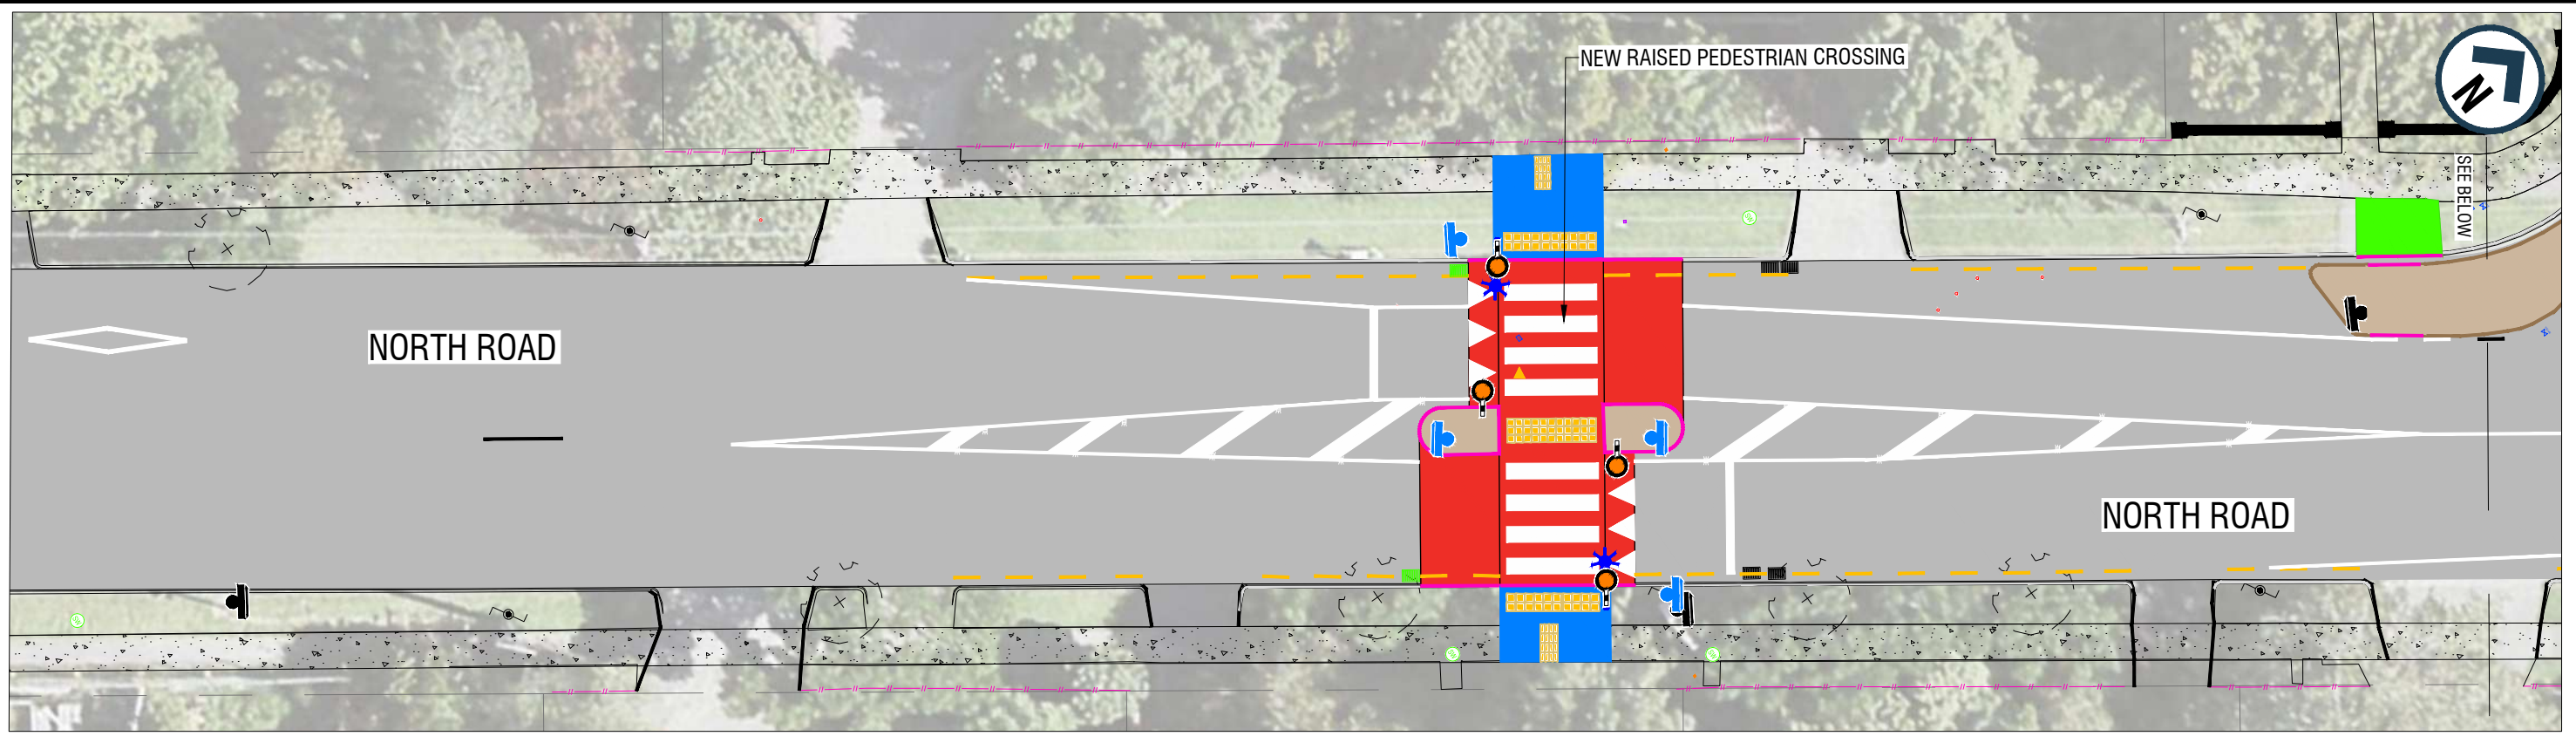 NEW RAISED PEDESTRIAN CROSSING
N
SEE BELOW
NORTH ROAD
NORTH ROAD